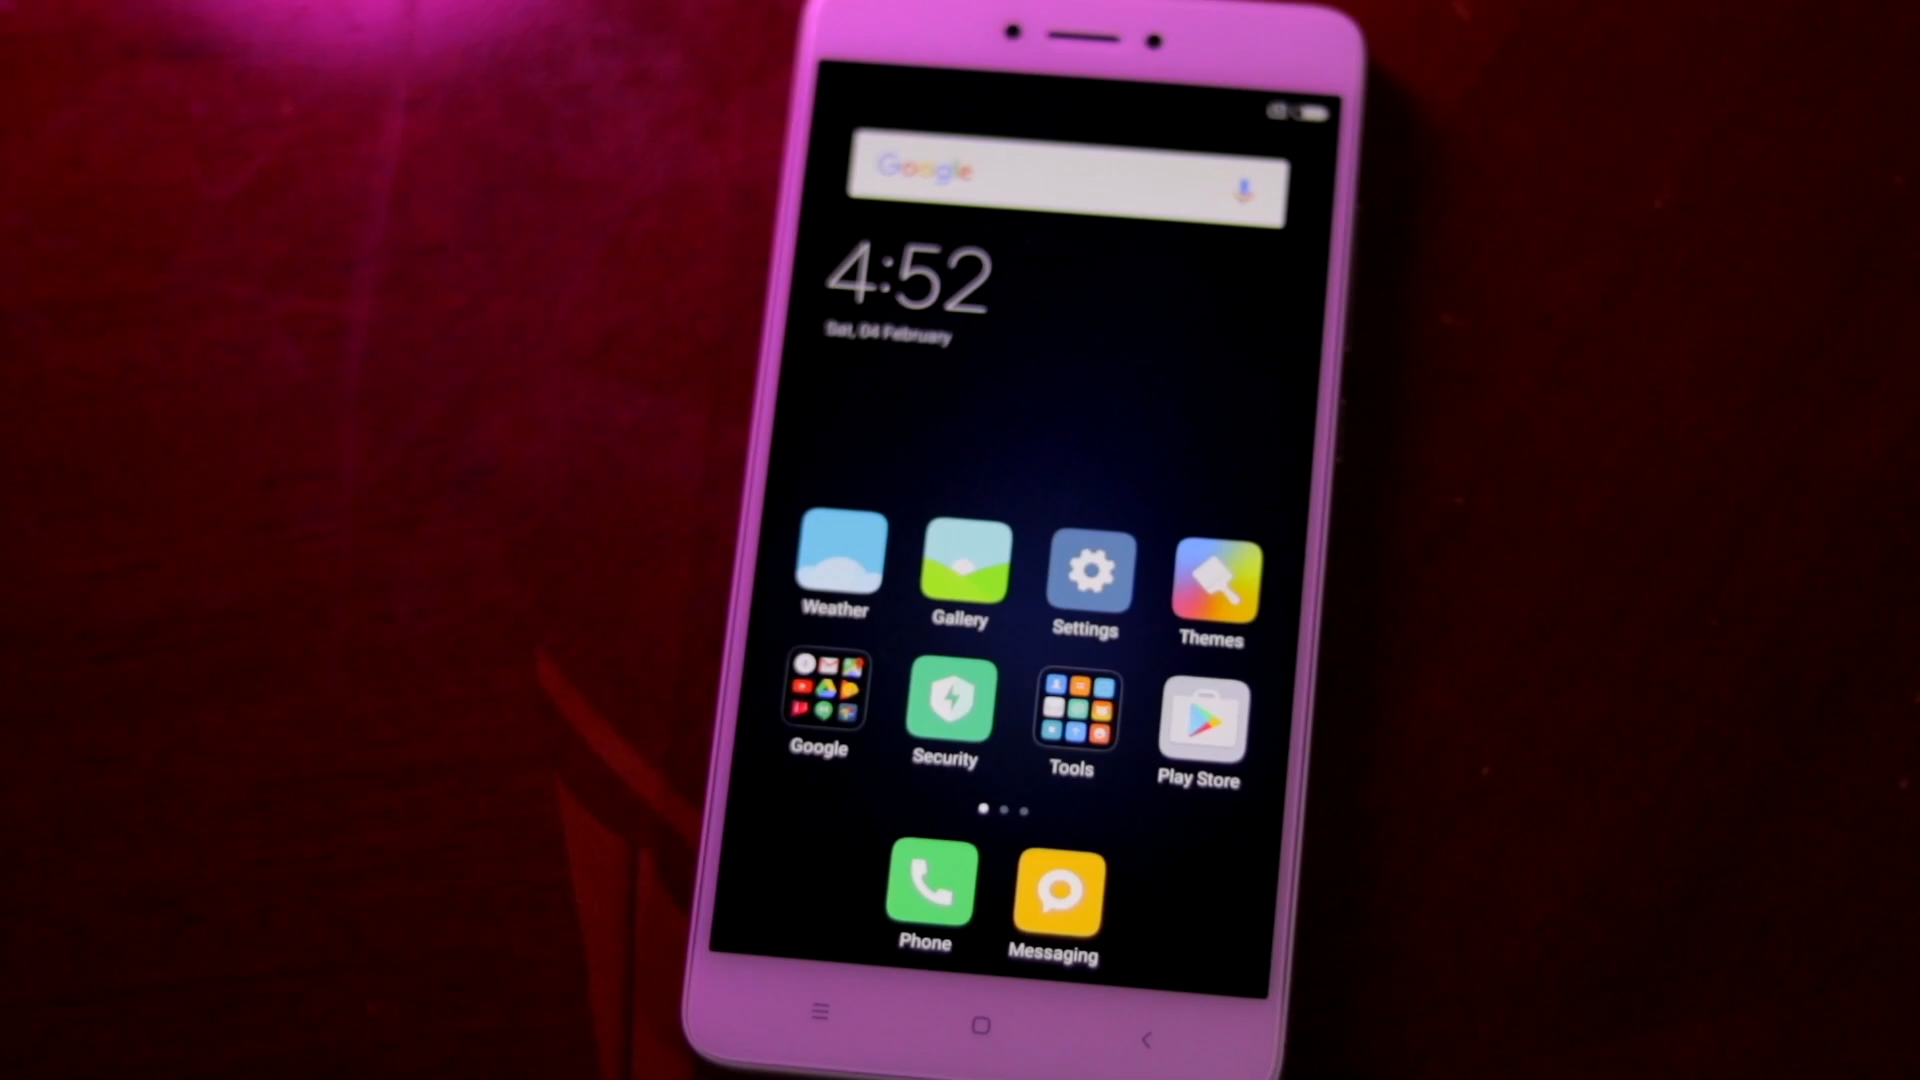 Google
4:52
Sat, 04 February
Weather Gallery Settings Themes
Google Security Tools Play Store
Phone Messaging